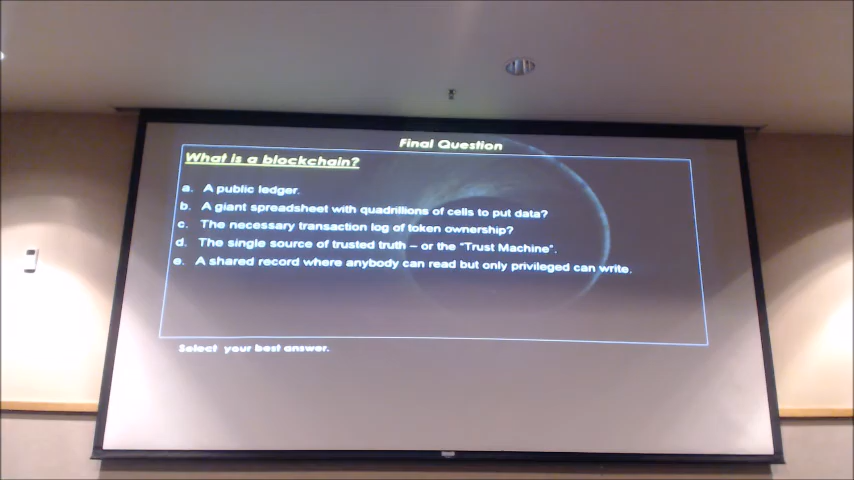 Final Question
What is a blockchain?
a. A public ledger.
b. A giant spreadsheet with quadrillions of cells to put data?
c. The necessary transaction log of token ownership?
d. The single source of trusted truth – or the "Trust Machine".
e. A shared record where anybody can read but only privileged can write.
Select your best answer.